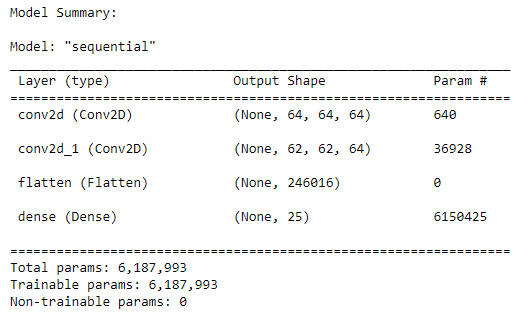 Model Summary:
Model: "sequential"
_________________________________________________________________
Layer (type) Output Shape Param #
=================================================================
conv2d (Conv2D) (None, 64, 64, 64) 640
conv2d_1 (Conv2D) (None, 62, 62, 64) 36928
flatten (Flatten) (None, 246016) 0
dense (Dense) (None, 25) 6150425
=================================================================
Total params: 6,187,993
Trainable params: 6,187,993
Non-trainable params: 0